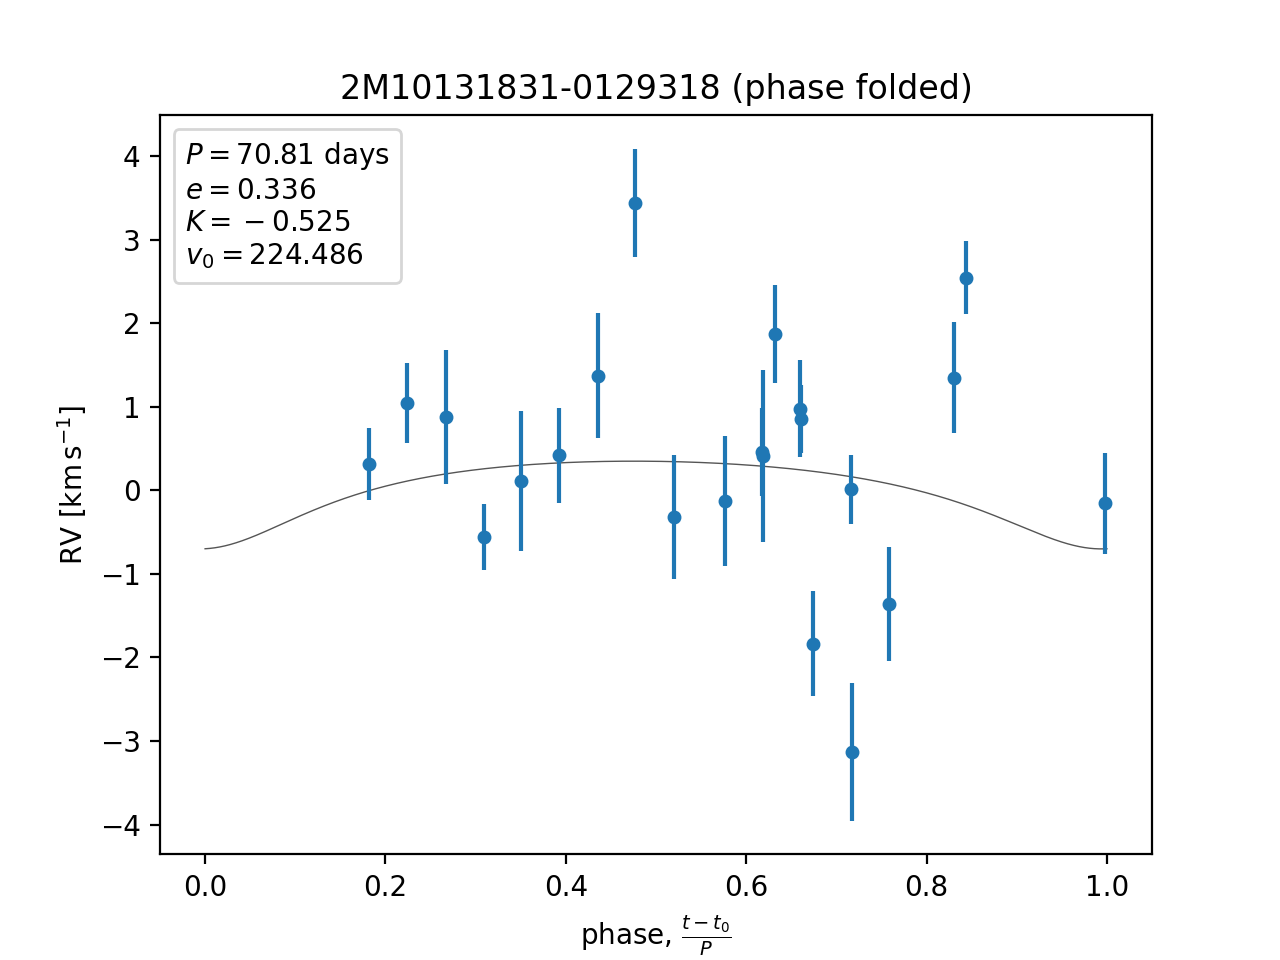 2M10131831-0129318 (phase folded)
P = 70.81 days
e = 0.336
K = −0.525
v₀ = 224.486
4
3
2
1
0
−1
−2
−3
−4
RV [km s⁻¹]
0.0 0.2 0.4 0.6 0.8 1.0
phase, (t − t₀)/P